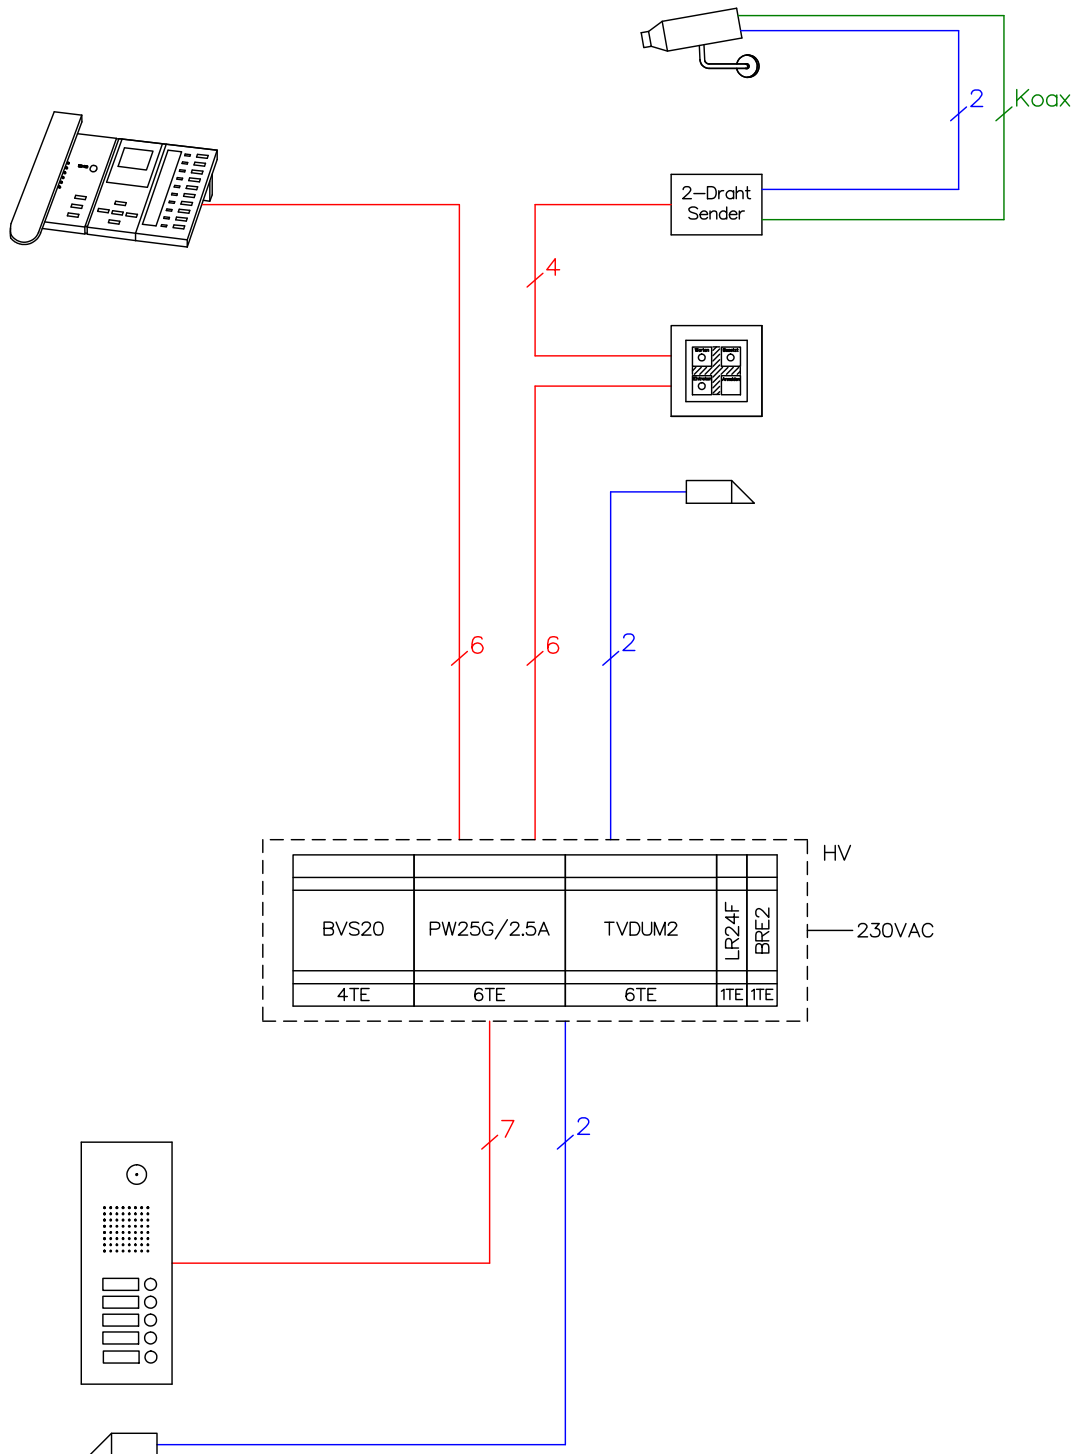 2
Koax
2-Draht
Sender
4
6
6
2
HV
BVS20
PW25G/2.5A
TVDUM2
LR24F
BRE2
230VAC
4TE
6TE
6TE
1TE
1TE
7
2